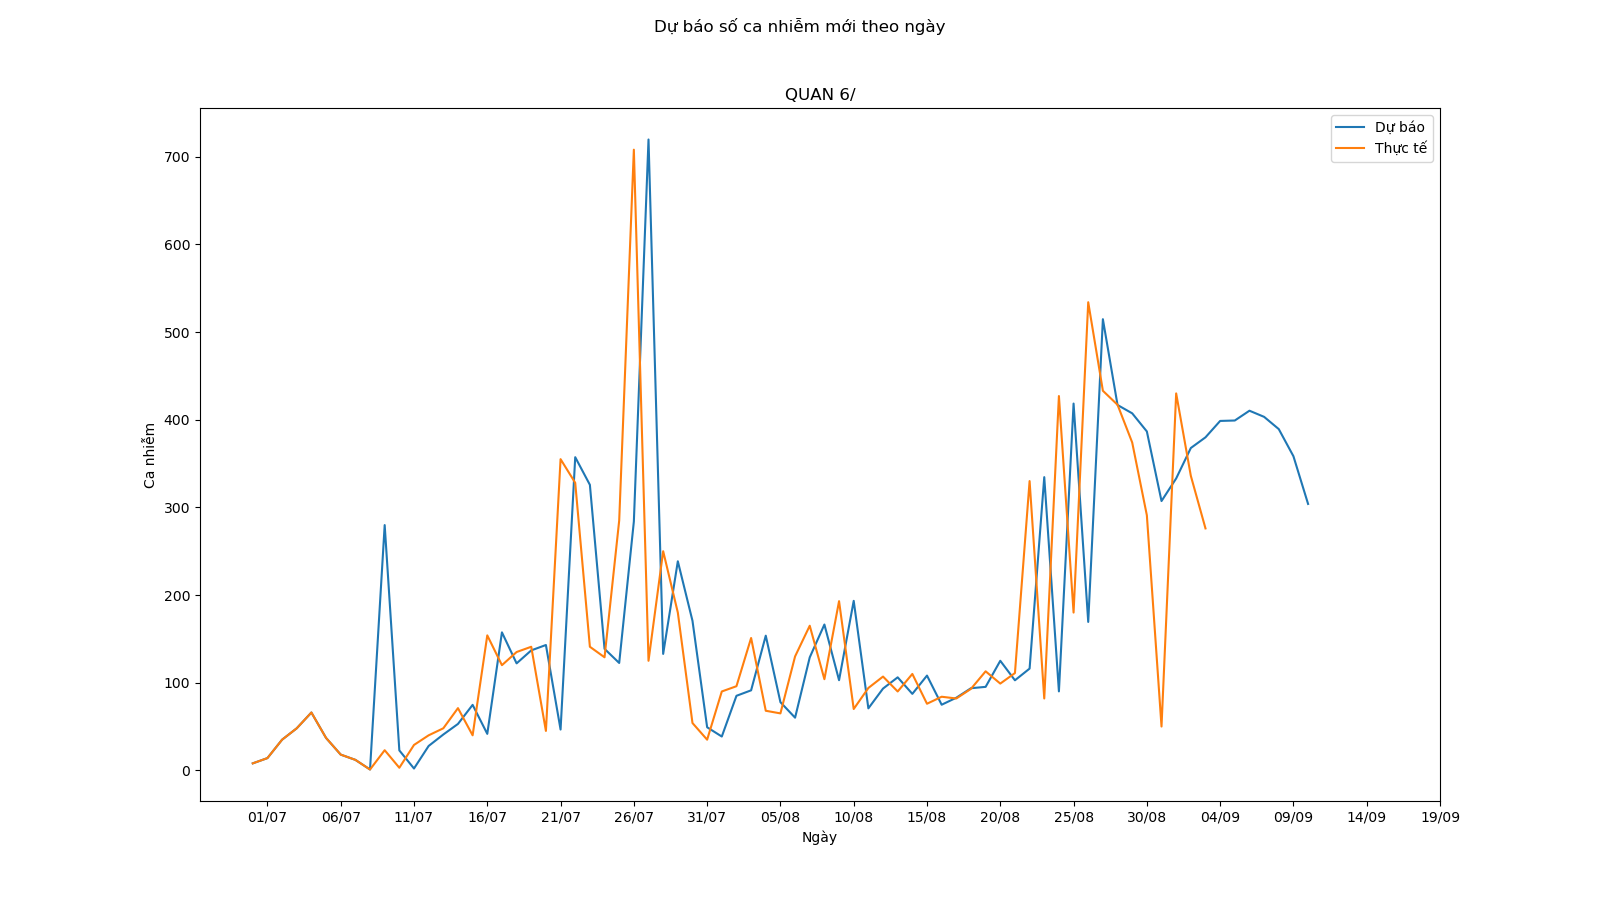 Dự báo số ca nhiễm mới theo ngày
QUAN 6/
Dự báo
Thực tế
700
600
500
400
300
200
100
0
Ca nhiễm
01/07 06/07 11/07 16/07 21/07 26/07 31/07 05/08 10/08 15/08 20/08 25/08 30/08 04/09 09/09 14/09 19/09
Ngày